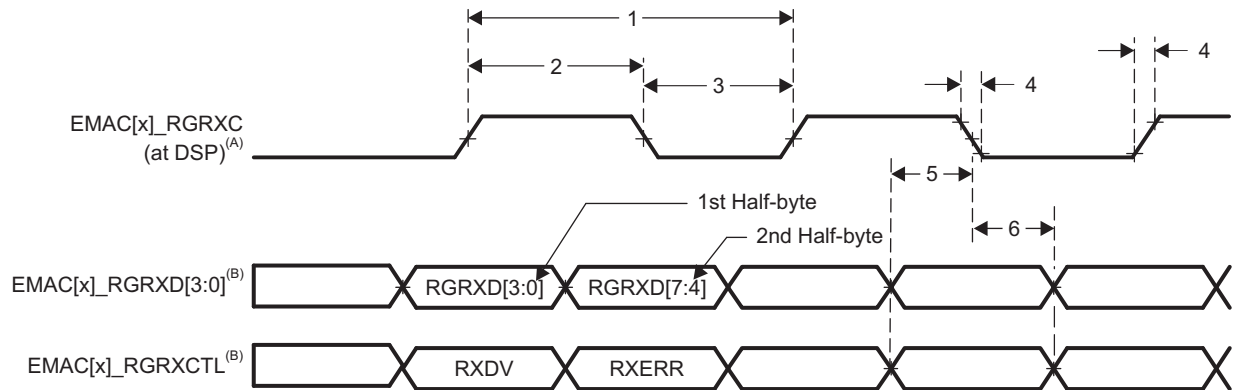 1
2
3
4
4
EMAC[x]_RGRXC
(at DSP)(A)
5
1st Half-byte
2nd Half-byte
6
EMAC[x]_RGRXD[3:0](B)
RGRXD[3:0]
RGRXD[7:4]
EMAC[x]_RGRXCTL(B)
RXDV
RXERR